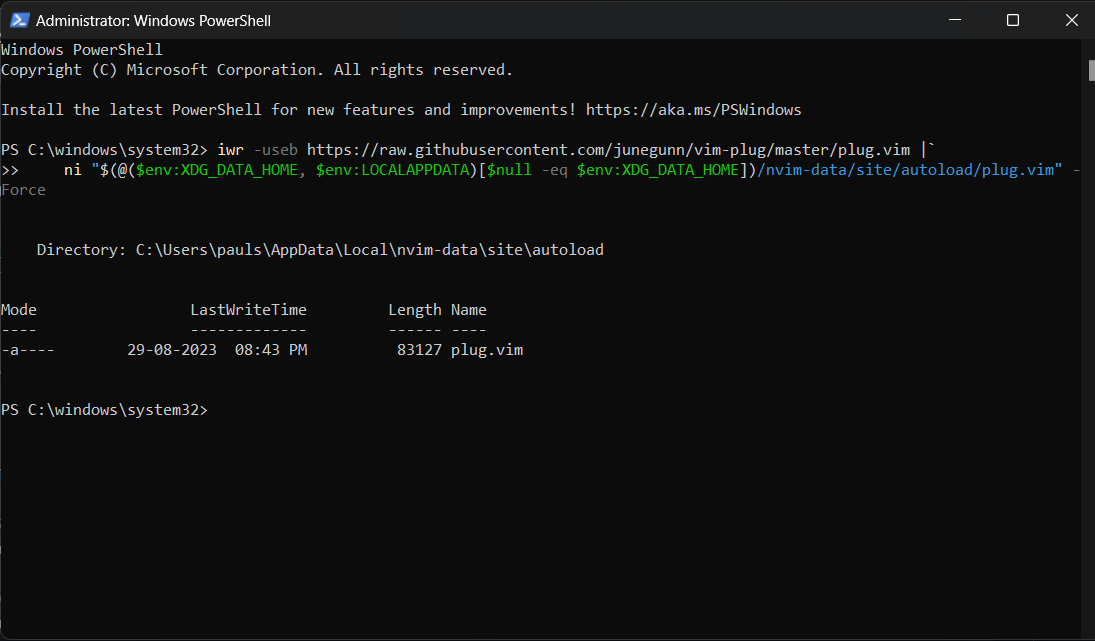 Administrator: Windows PowerShell
Windows PowerShell
Copyright (C) Microsoft Corporation. All rights reserved.
Install the latest PowerShell for new features and improvements! https://aka.ms/PSWindows
PS C:\windows\system32> iwr -useb https://raw.githubusercontent.com/junegunn/vim-plug/master/plug.vim |`
>>     ni "$(@($env:XDG_DATA_HOME, $env:LOCALAPPDATA)[$null -eq $env:XDG_DATA_HOME])/nvim-data/site/autoload/plug.vim" -
Force
    Directory: C:\Users\pauls\AppData\Local\nvim-data\site\autoload
Mode                 LastWriteTime         Length Name
----                 -------------         ------ ----
-a----        29-08-2023  08:43 PM          83127 plug.vim
PS C:\windows\system32>